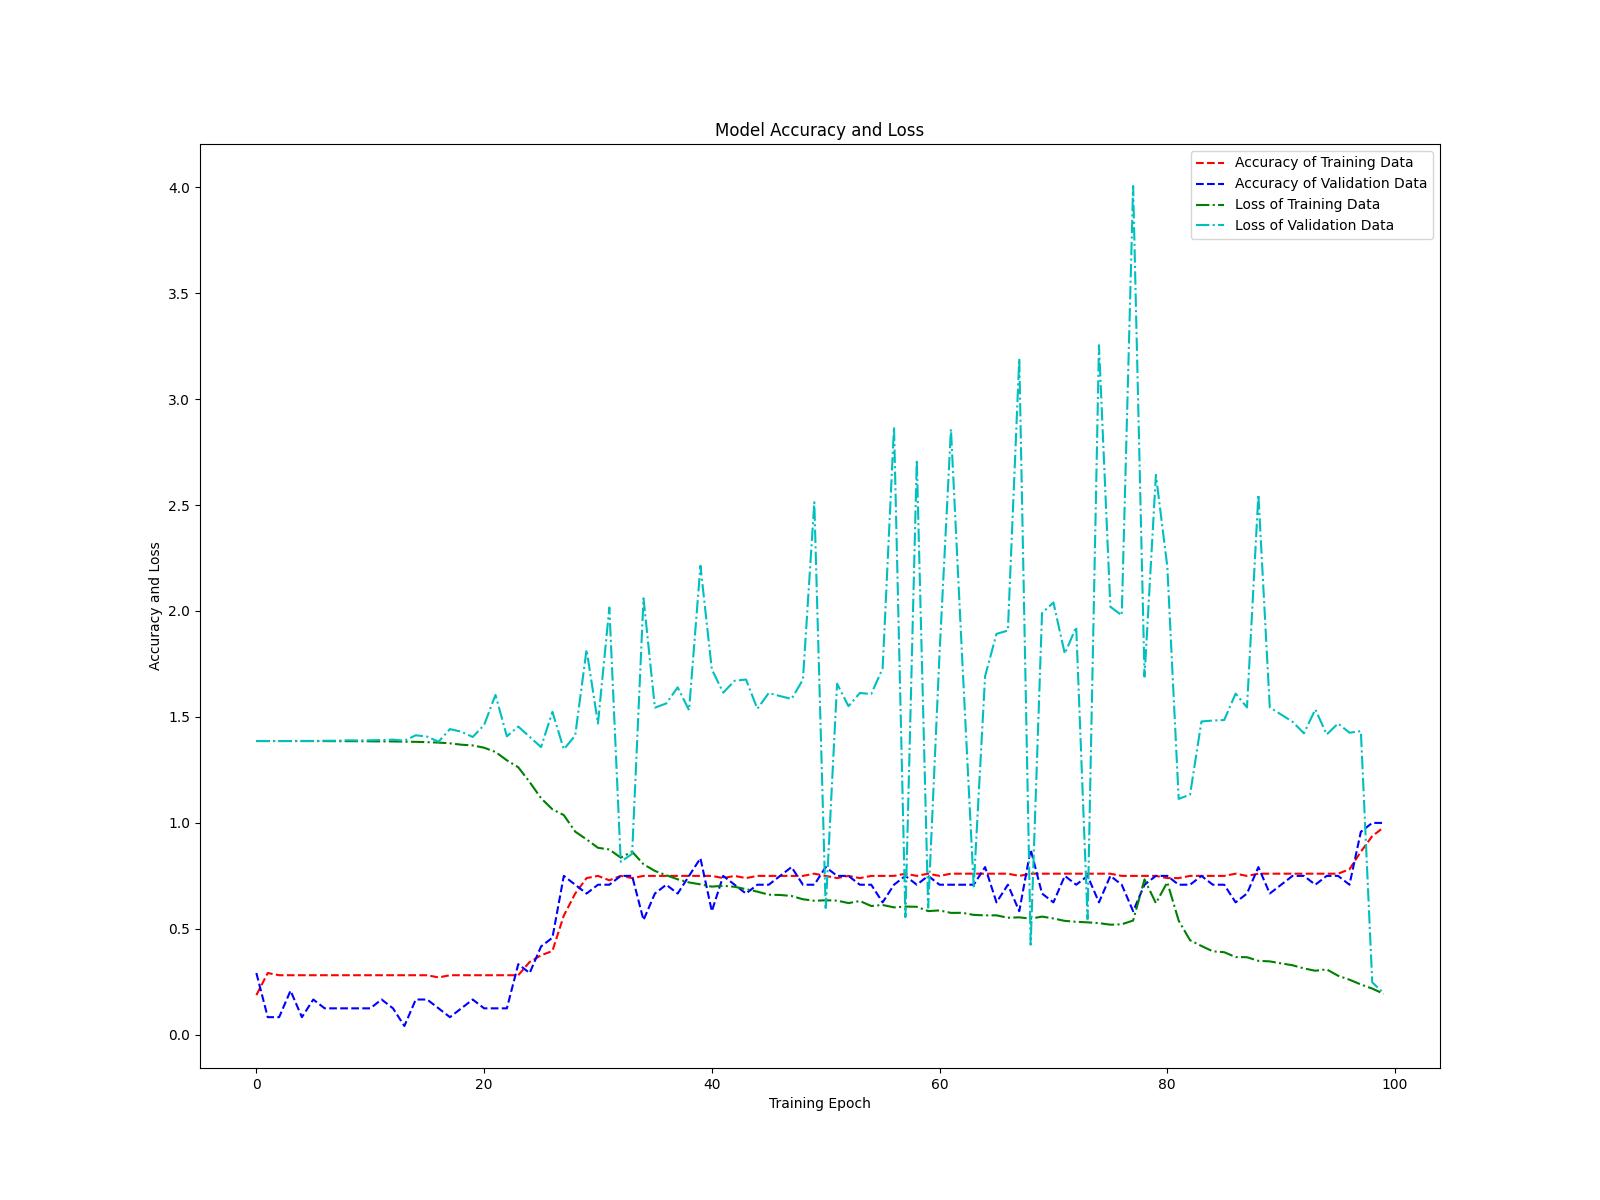 Model Accuracy and Loss
Accuracy of Training Data
Accuracy of Validation Data
Loss of Training Data
Loss of Validation Data
4.0
3.5
3.0
2.5
2.0
1.5
1.0
0.5
0.0
Accuracy and Loss
0 20 40 60 80 100
Training Epoch